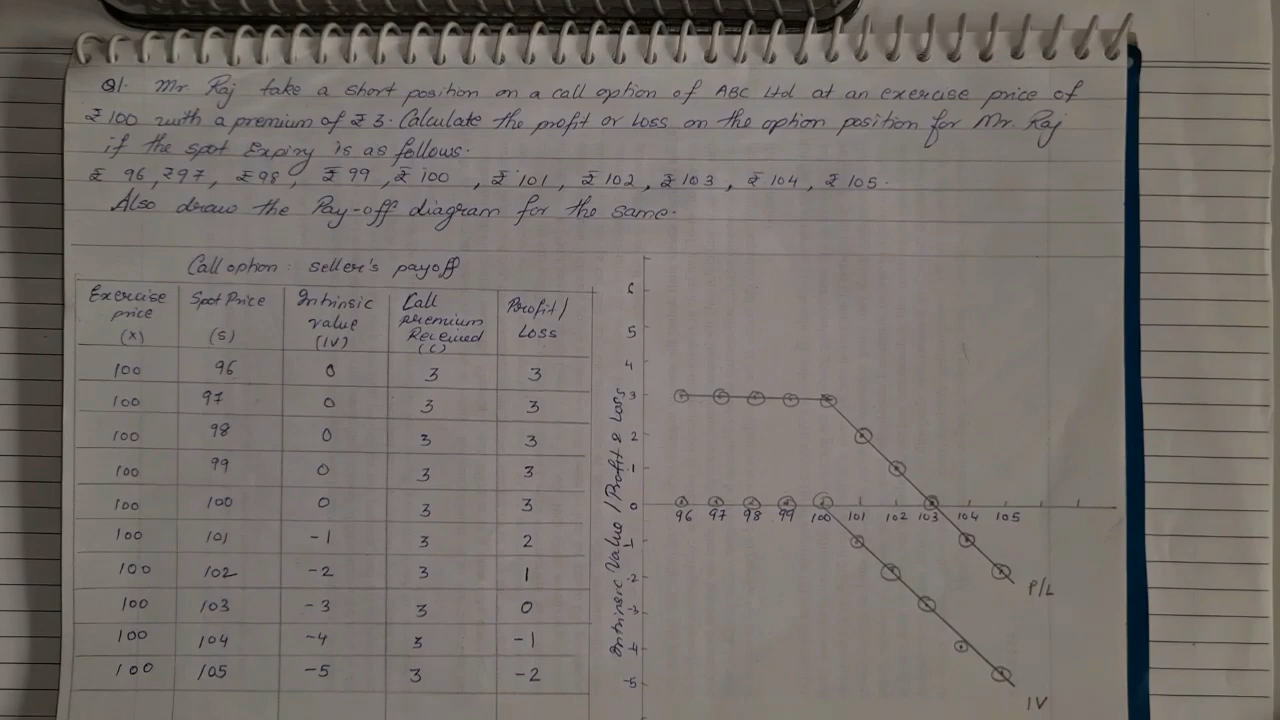 Q1. Mr. Raj take a short position on a call option of ABC Ltd at an exercise price of
₹ 100 with a premium of ₹ 3. Calculate the profit or Loss on the option position for Mr. Raj
if the spot Expiry is as follows.
₹ 96, ₹97, ₹98, ₹ 99, ₹ 100, ₹ 101, ₹ 102, ₹ 103, ₹ 104, ₹ 105.
Also draw the Pay-off diagram for the same.
Call option: seller's payoff
Exercise price (X) Spot Price (S) Intrinsic value (IV) Call premium Received (C) Profit/ Loss
100 96 0 3 3
100 97 0 3 3
100 98 0 3 3
100 99 0 3 3
100 100 0 3 3
100 101 -1 3 2
100 102 -2 3 1
100 103 -3 3 0
100 104 -4 3 -1
100 105 -5 3 -2
Intrinsic Value / Profit & Loss
5
4
3
2
1
0
96 97 98 99 100 101 102 103 104 105
-1
-2
-3
-4
-5
P/L
IV